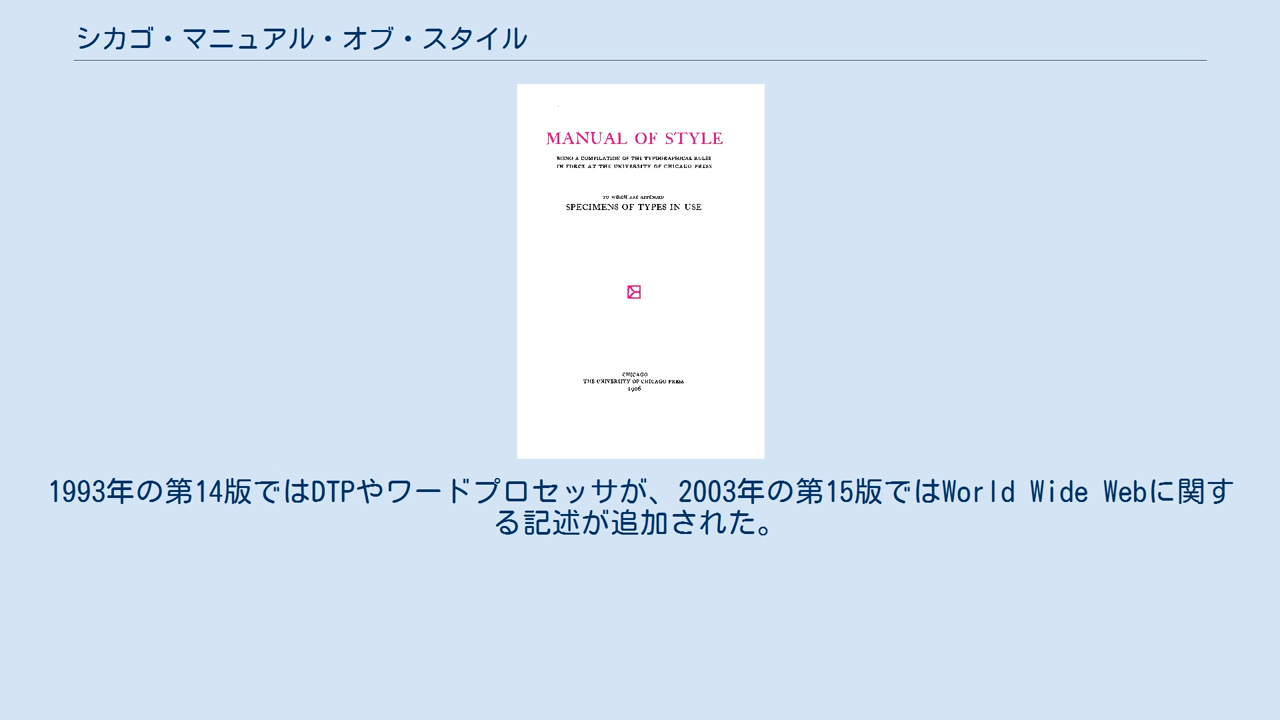 シカゴ・マニュアル・オブ・スタイル
MANUAL OF STYLE
BEING A COMPILATION OF THE TYPOGRAPHICAL RULES
IN FORCE AT THE UNIVERSITY OF CHICAGO PRESS
TO WHICH ARE APPENDED
SPECIMENS OF TYPES IN USE
CHICAGO
THE UNIVERSITY OF CHICAGO PRESS
1906
1993年の第14版ではDTPやワードプロセッサが、2003年の第15版ではWorld Wide Webに関す
る記述が追加された。